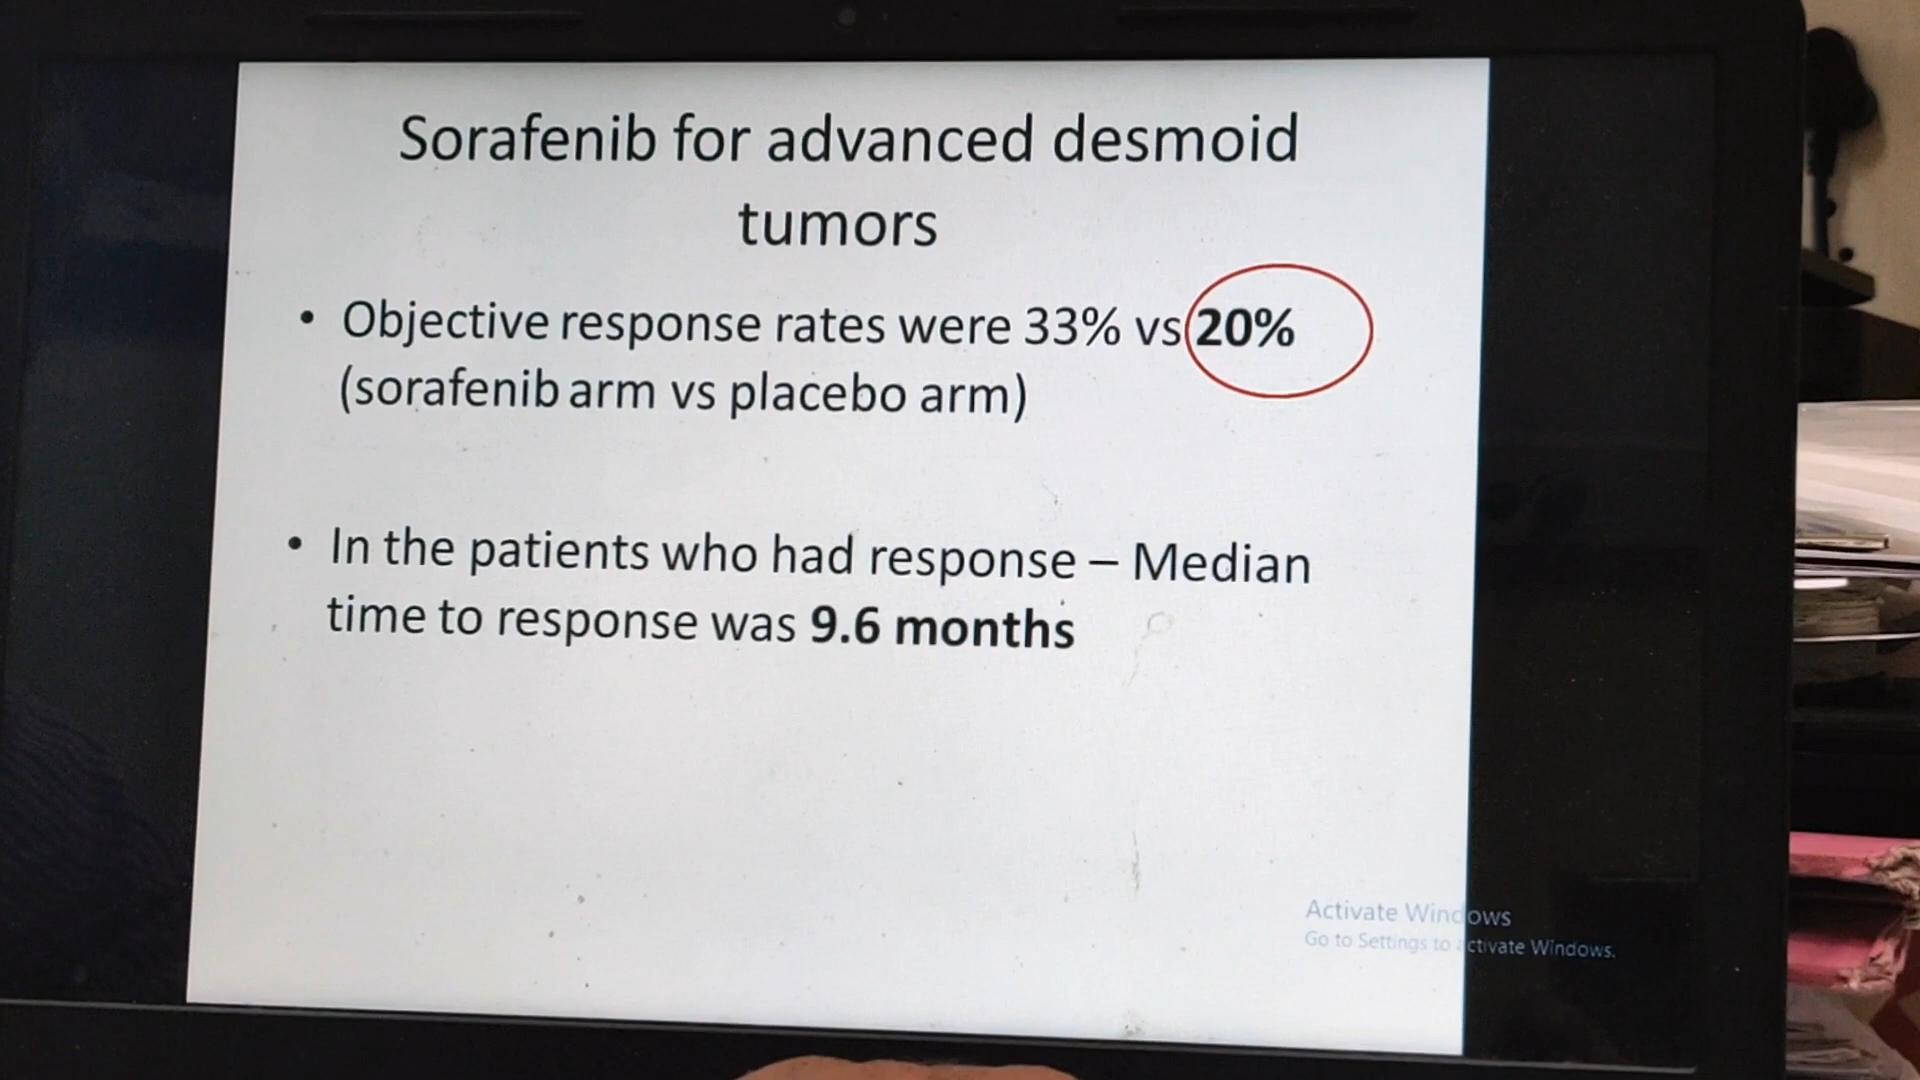 Sorafenib for advanced desmoid
tumors
• Objective response rates were 33% vs 20%
(sorafenib arm vs placebo arm)
• In the patients who had response – Median
time to response was 9.6 months
Activate Windows
Go to Settings to activate Windows.